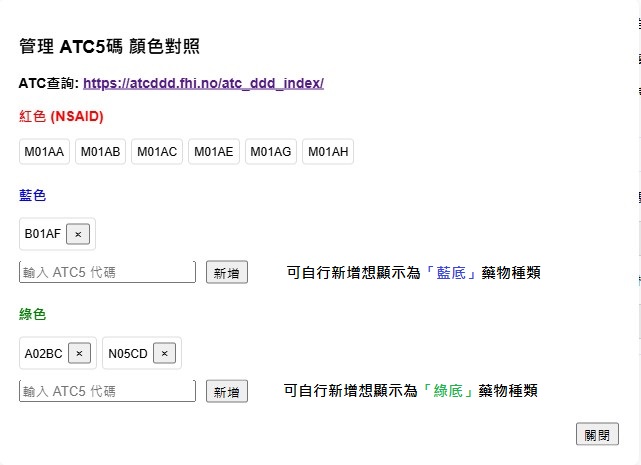 管理 ATC5碼 顏色對照
ATC查詢: https://atcddd.fhi.no/atc_ddd_index/
紅色 (NSAID)
M01AA M01AB M01AC M01AE M01AG M01AH
藍色
B01AF ×
輸入 ATC5 代碼 新增 可自行新增想顯示為「藍底」藥物種類
綠色
A02BC × N05CD ×
輸入 ATC5 代碼 新增 可自行新增想顯示為「綠底」藥物種類
關閉